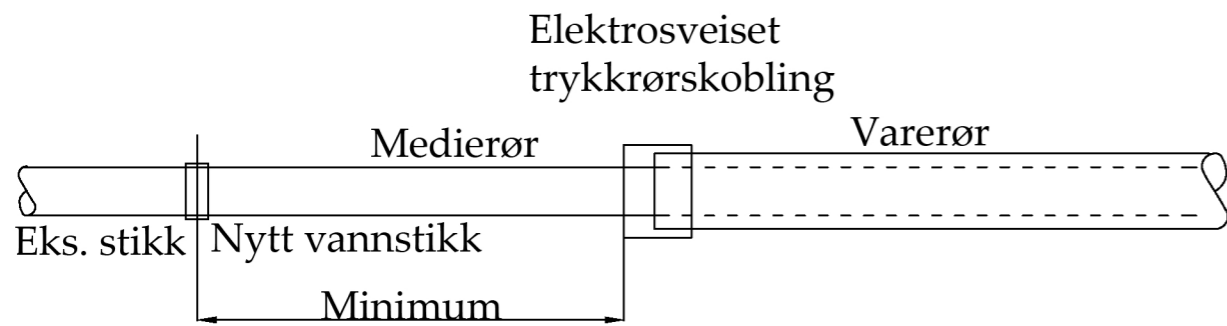 Elektrosveiset
trykkrørskobling
Medierør
Varerør
Eks. stikk
Nytt vannstikk
Minimum